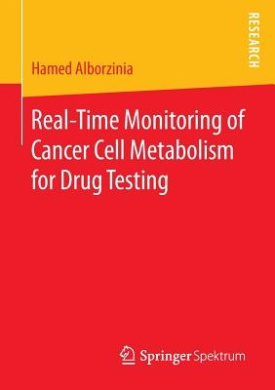 RESEARCH
Hamed Alborzinia
Real-Time Monitoring of
Cancer Cell Metabolism
for Drug Testing
Springer Spektrum